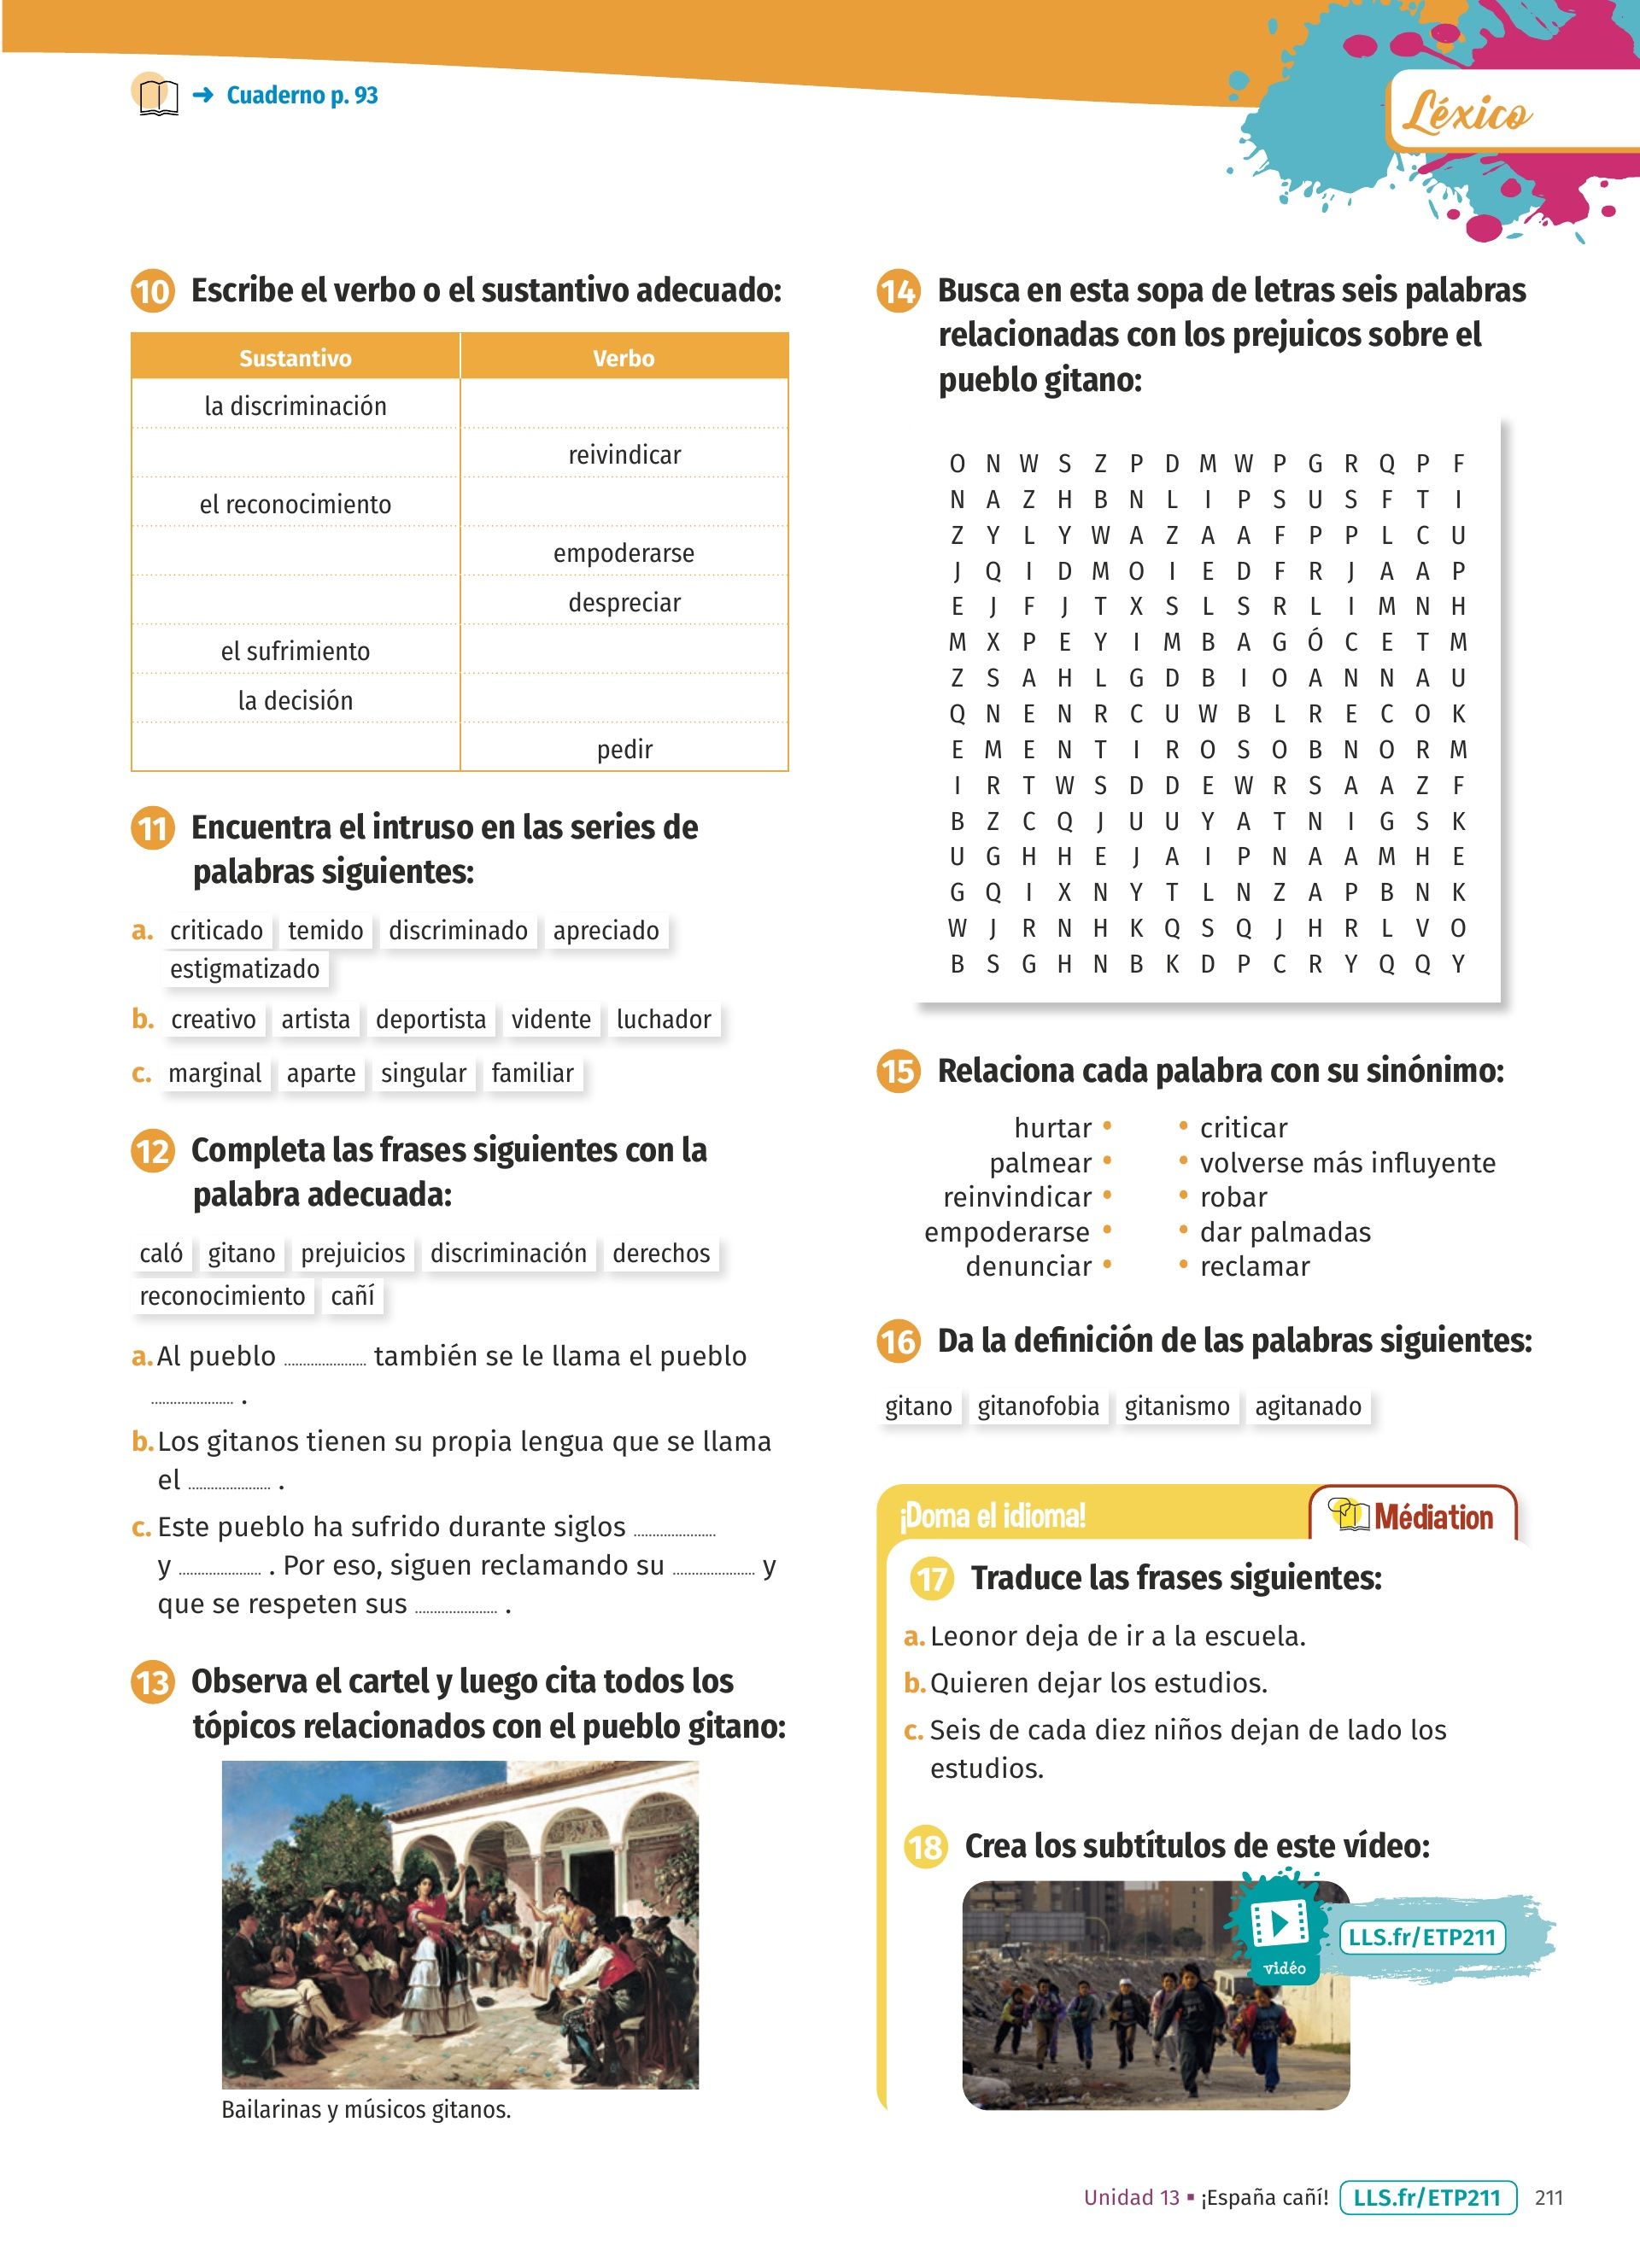 → Cuaderno p. 93
Léxico
10 Escribe el verbo o el sustantivo adecuado:
Sustantivo Verbo
la discriminación
reivindicar
el reconocimiento
empoderarse
despreciar
el sufrimiento
la decisión
pedir
11 Encuentra el intruso en las series de
palabras siguientes:
a. criticado temido discriminado apreciado
estigmatizado
b. creativo artista deportista vidente luchador
c. marginal aparte singular familiar
12 Completa las frases siguientes con la
palabra adecuada:
caló gitano prejuicios discriminación derechos
reconocimiento cañí
a. Al pueblo ..................... también se le llama el pueblo
..................... .
b. Los gitanos tienen su propia lengua que se llama
el ..................... .
c. Este pueblo ha sufrido durante siglos .....................
y ..................... . Por eso, siguen reclamando su ..................... y
que se respeten sus ..................... .
13 Observa el cartel y luego cita todos los
tópicos relacionados con el pueblo gitano:
Bailarinas y músicos gitanos.
14 Busca en esta sopa de letras seis palabras
relacionadas con los prejuicos sobre el
pueblo gitano:
O N W S Z P D M W P G R Q P F
N A Z H B N L I P S U S F T I
Z Y L Y W A Z A A F P P L C U
J Q I D M O I E D F R J A A P
E J F J T X S L S R L I M N H
M X P E Y I M B A G Ó C E T M
Z S A H L G D B I O A N N A U
Q N E N R C U W B L R E C O K
E M E N T I R O S O B N O R M
I R T W S D D E W R S A A Z F
B Z C Q J U U Y A T N I G S K
U G H H E J A I P N A A M H E
G Q I X N Y T L N Z A P B N K
W J R N H K Q S Q J H R L V O
B S G H N B K D P C R Y Q Q Y
15 Relaciona cada palabra con su sinónimo:
hurtar • • criticar
palmear • • volverse más influyente
reinvindicar • • robar
empoderarse • • dar palmadas
denunciar • • reclamar
16 Da la definición de las palabras siguientes:
gitano gitanofobia gitanismo agitanado
¡Doma el idioma! Médiation
17 Traduce las frases siguientes:
a. Leonor deja de ir a la escuela.
b. Quieren dejar los estudios.
c. Seis de cada diez niños dejan de lado los
estudios.
18 Crea los subtítulos de este vídeo:
vidéo
LLS.fr/ETP211
Unidad 13 ▪ ¡España cañí! LLS.fr/ETP211 211